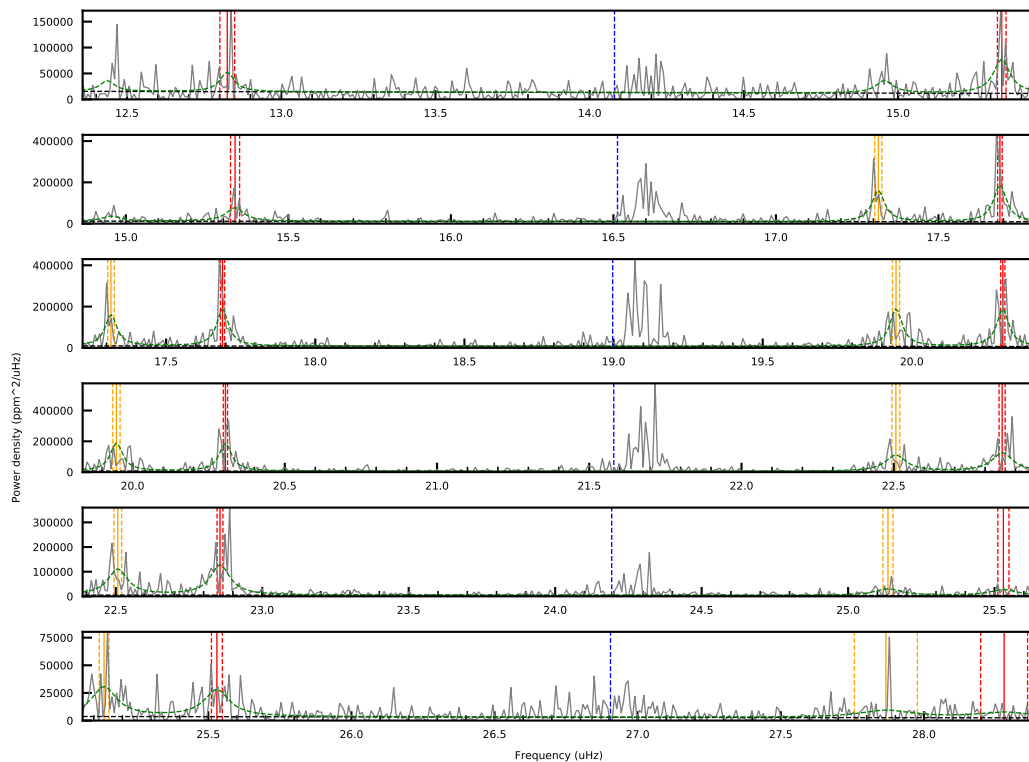 150000
100000
50000
0
12.5 13.0 13.5 14.0 14.5 15.0
400000
200000
0
15.0 15.5 16.0 16.5 17.0 17.5
400000
200000
0
17.5 18.0 18.5 19.0 19.5 20.0
400000
200000
0
20.0 20.5 21.0 21.5 22.0 22.5
300000
200000
100000
0
22.5 23.0 23.5 24.0 24.5 25.0 25.5
75000
50000
25000
0
25.5 26.0 26.5 27.0 27.5 28.0
Power density (ppm^2/uHz)
Frequency (uHz)